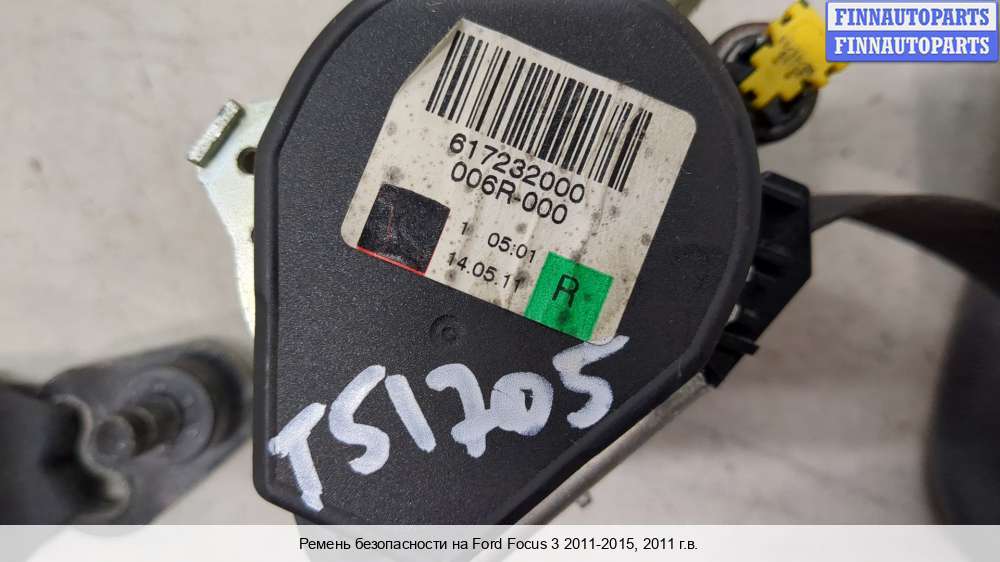 FINNAUTOPARTS
FINNAUTOPARTS
617232000
006R-000
1 05:01
14.05.11
R
T51705
Ремень безопасности на Ford Focus 3 2011-2015, 2011 г.в.